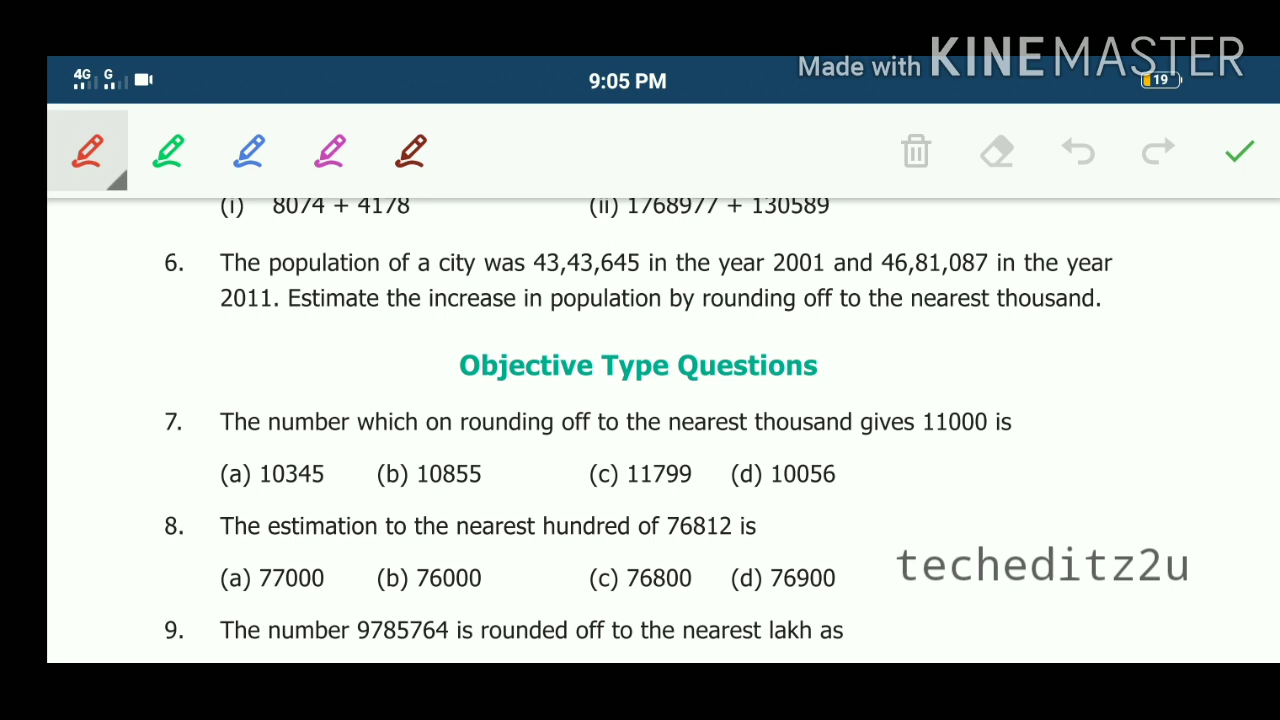 Made with KINEMASTER
4G G 9:05 PM 19
(i) 8074 + 4178 (ii) 1768977 + 130589
6. The population of a city was 43,43,645 in the year 2001 and 46,81,087 in the year
2011. Estimate the increase in population by rounding off to the nearest thousand.
Objective Type Questions
7. The number which on rounding off to the nearest thousand gives 11000 is
(a) 10345 (b) 10855 (c) 11799 (d) 10056
8. The estimation to the nearest hundred of 76812 is
(a) 77000 (b) 76000 (c) 76800 (d) 76900
techeditz2u
9. The number 9785764 is rounded off to the nearest lakh as